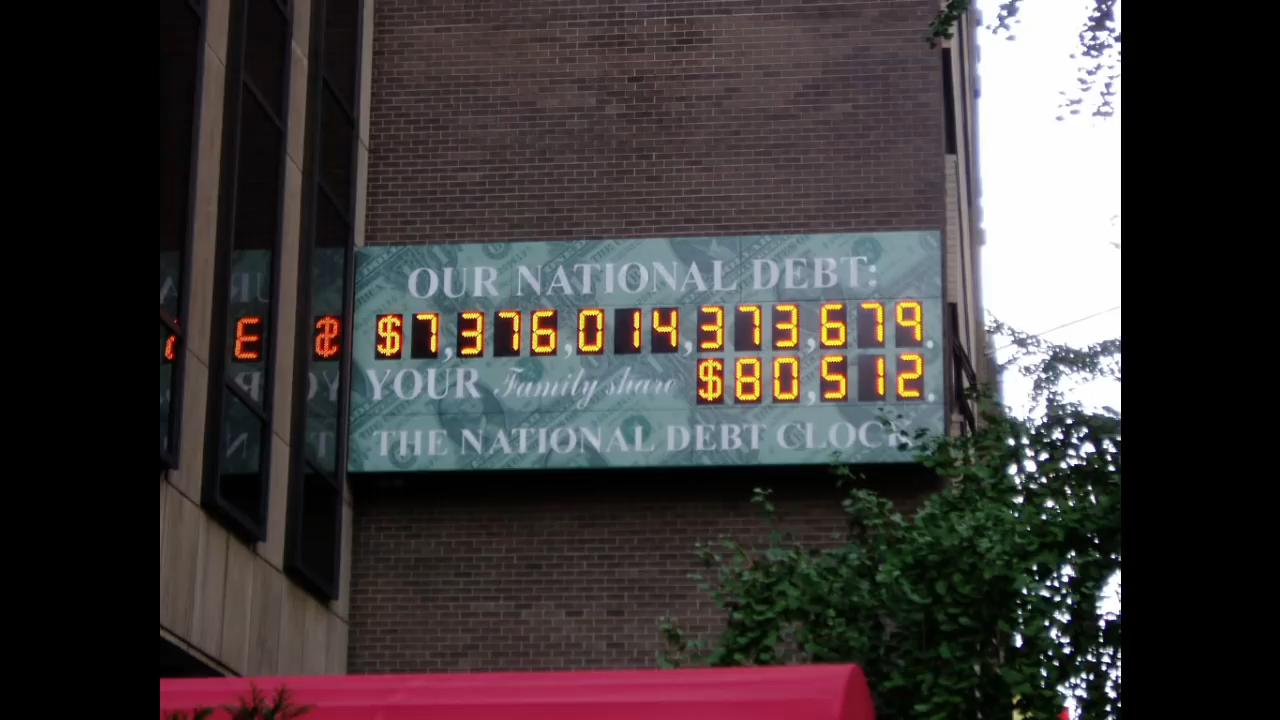 OUR NATIONAL DEBT:
$7,376,014,373,679.
YOUR Family share $80,512.
THE NATIONAL DEBT CLOCK